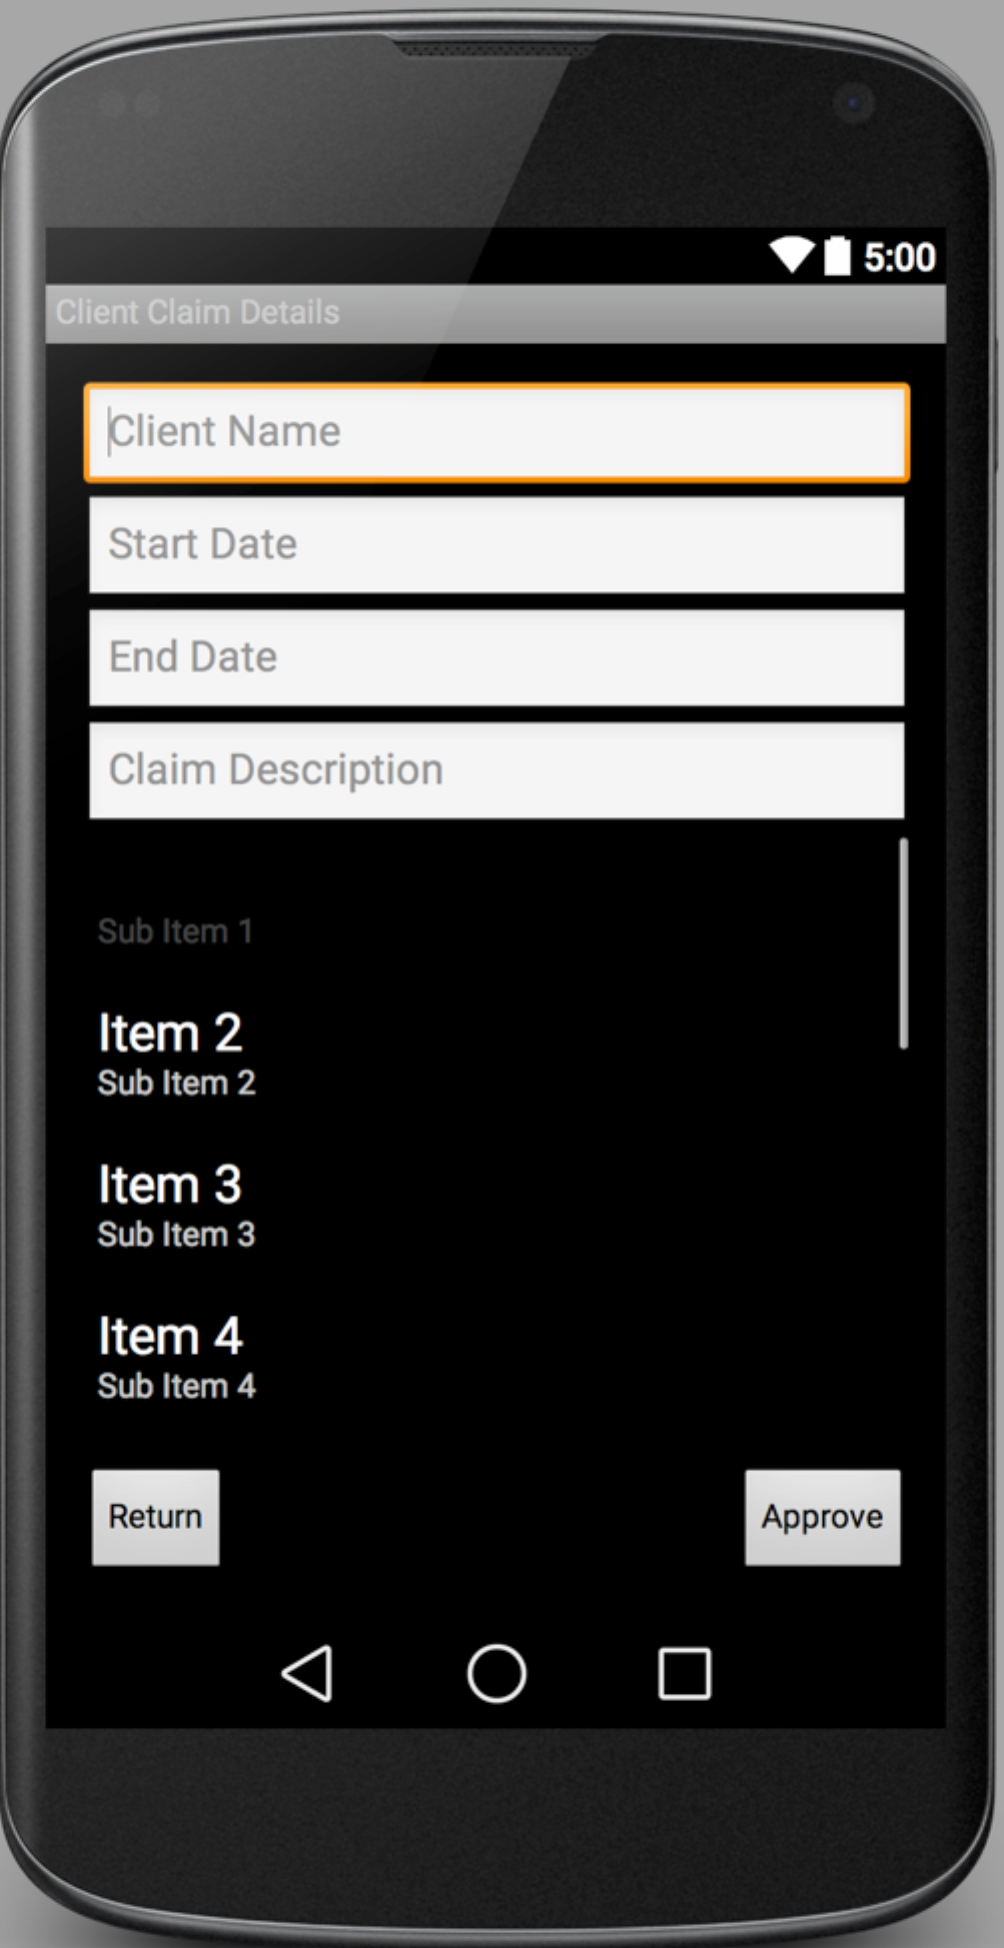 5:00
Client Claim Details
Client Name
Start Date
End Date
Claim Description
Sub Item 1
Item 2
Sub Item 2
Item 3
Sub Item 3
Item 4
Sub Item 4
Return Approve